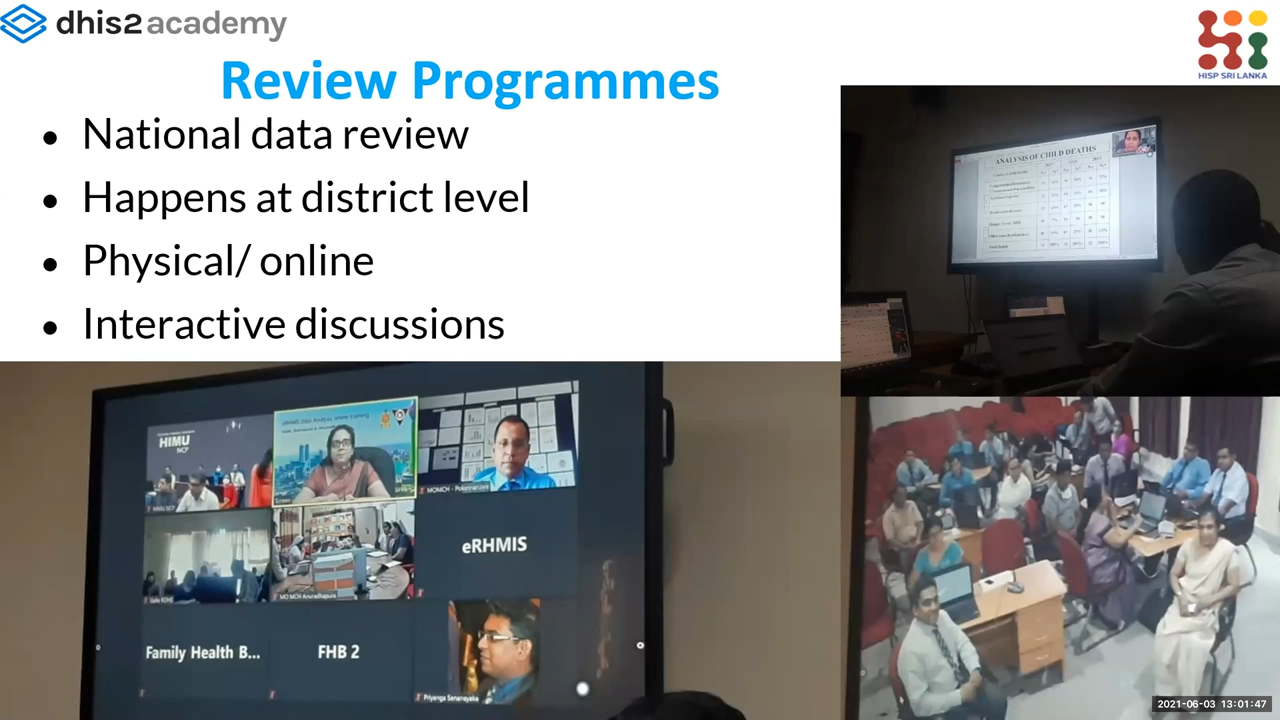 dhis2 academy
HISP SRI LANKA
Review Programmes
• National data review
• Happens at district level
• Physical/ online
• Interactive discussions
ANALYSIS OF CHILD DEATHS
HIMU
NCP
eRHMIS
MO MCH Anuradhapura
Family Health B...
FHB 2
Priyanga Senanayaka
2021-06-03 13:01:47